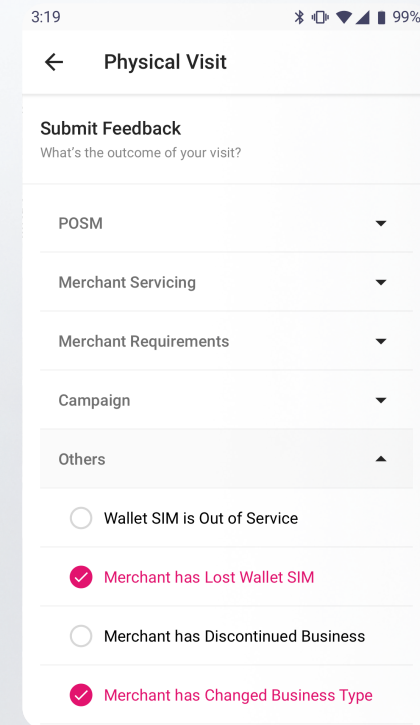 3:19
99%
Physical Visit
Submit Feedback
What's the outcome of your visit?
POSM
Merchant Servicing
Merchant Requirements
Campaign
Others
Wallet SIM is Out of Service
Merchant has Lost Wallet SIM
Merchant has Discontinued Business
Merchant has Changed Business Type